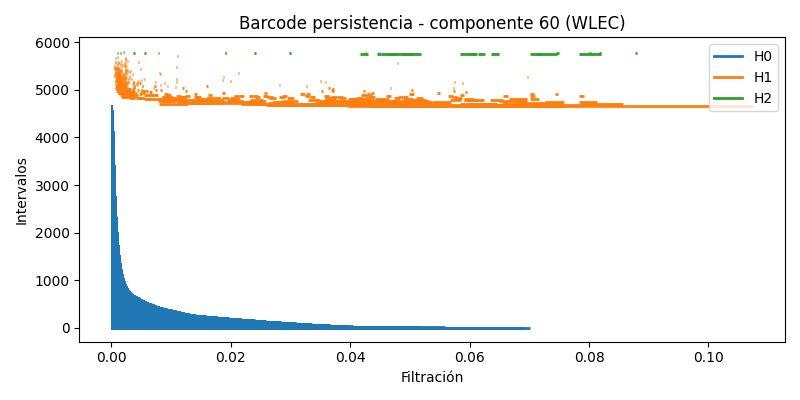 Barcode persistencia - componente 60 (WLEC)
Intervalos
6000
5000
4000
3000
2000
1000
0
H0
H1
H2
0.00 0.02 0.04 0.06 0.08 0.10
Filtración